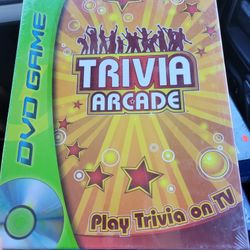 DVD GAME
TRIVIA
ARCADE
Play Trivia on TV